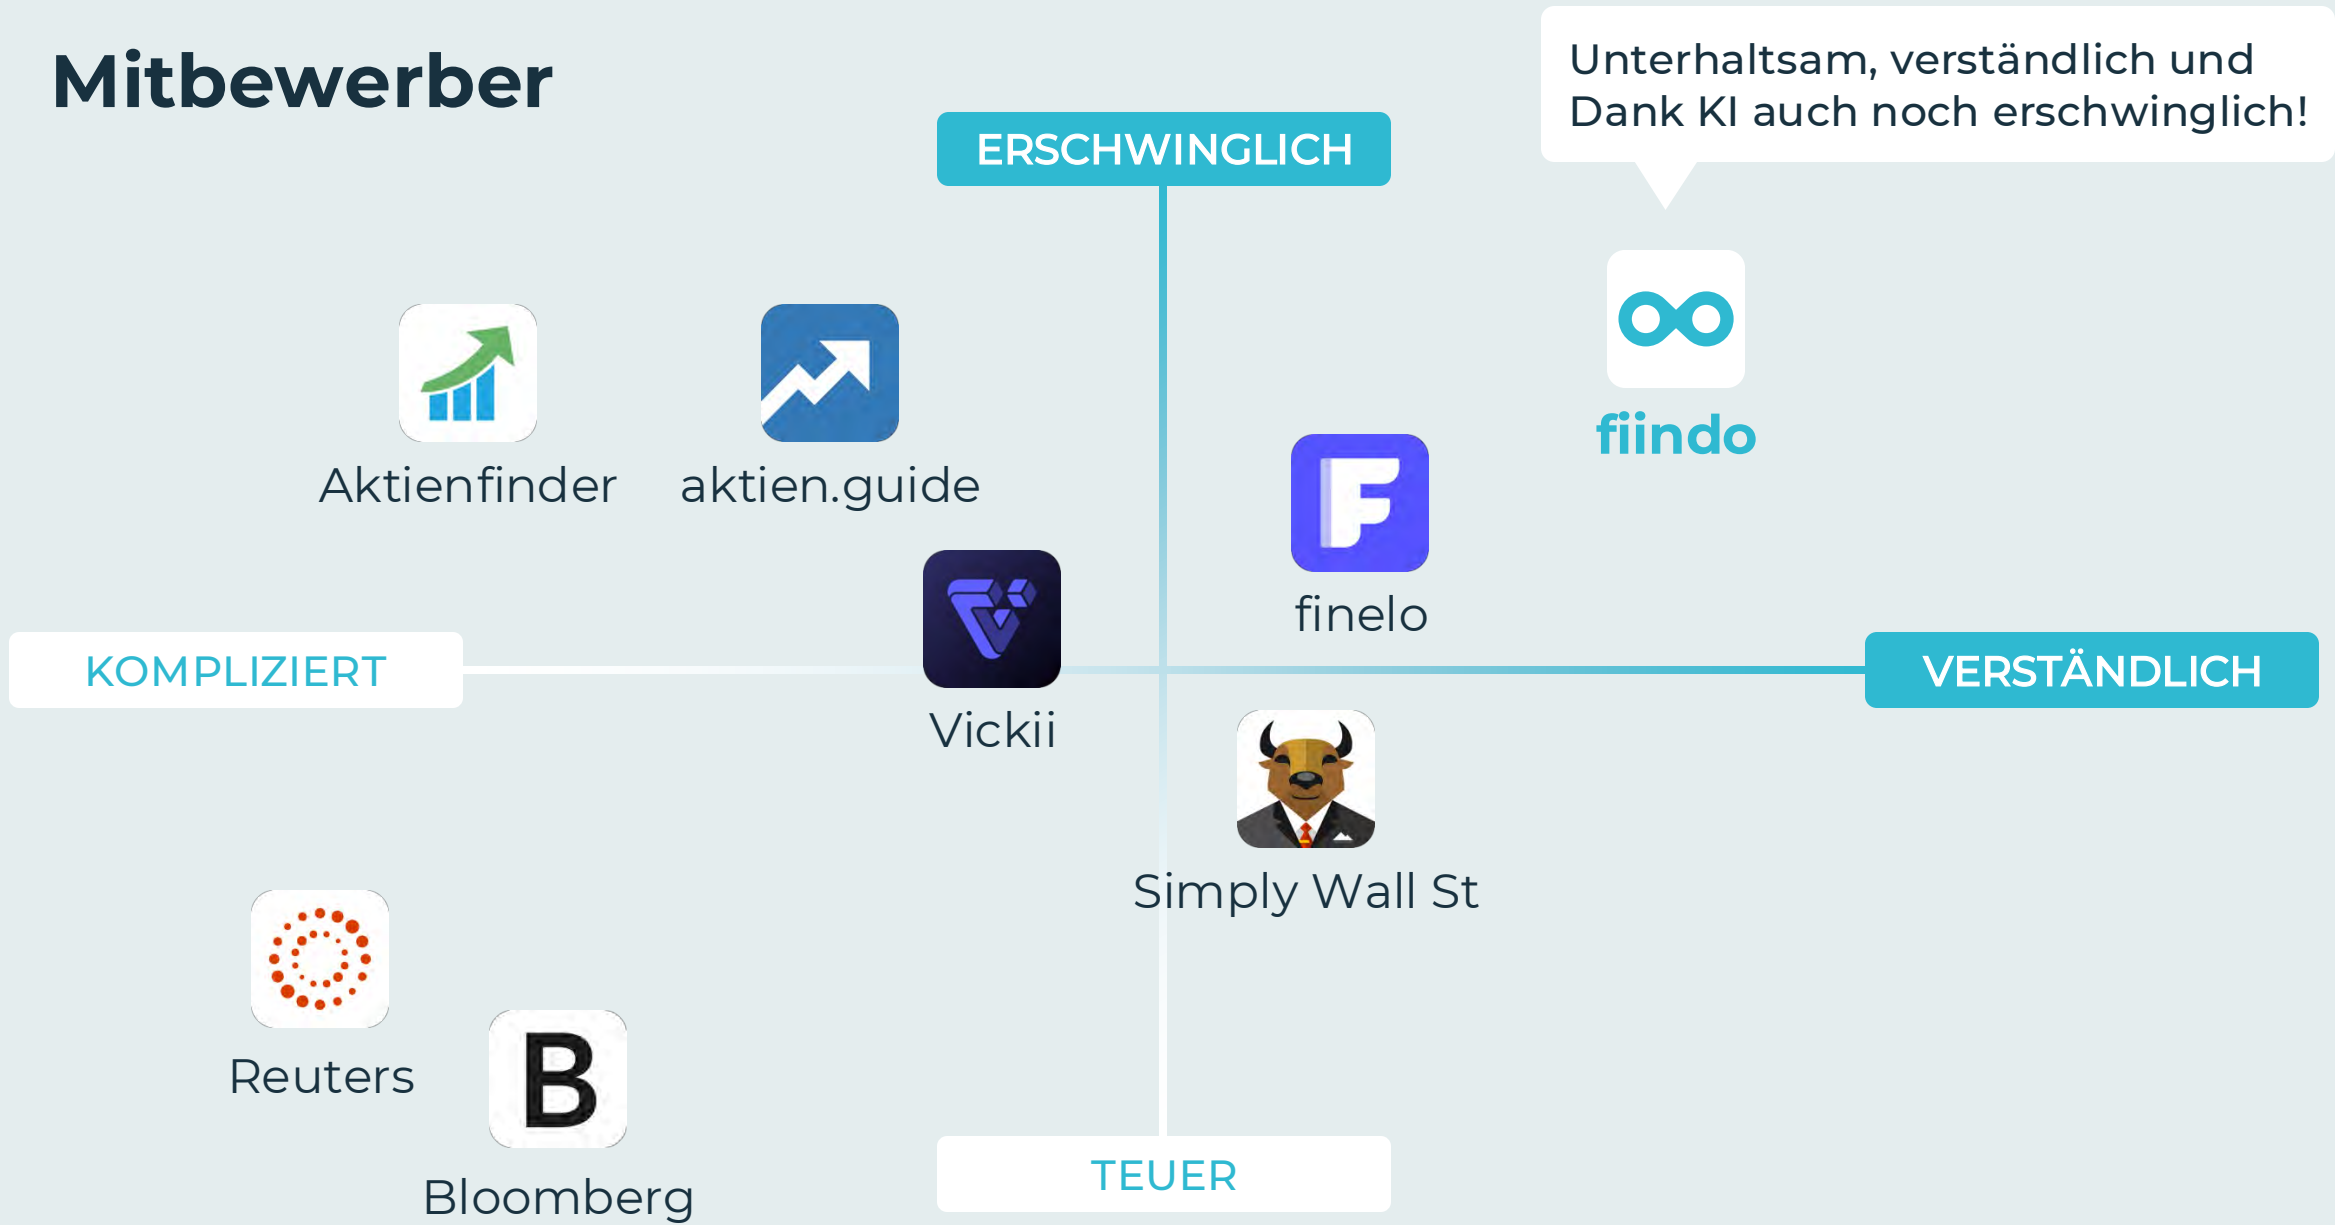 Mitbewerber
Unterhaltsam, verständlich und
Dank KI auch noch erschwinglich!
ERSCHWINGLICH
fiindo
Aktienfinder
aktien.guide
F
finelo
KOMPLIZIERT
VERSTÄNDLICH
Vickii
Simply Wall St
Reuters
B
Bloomberg
TEUER